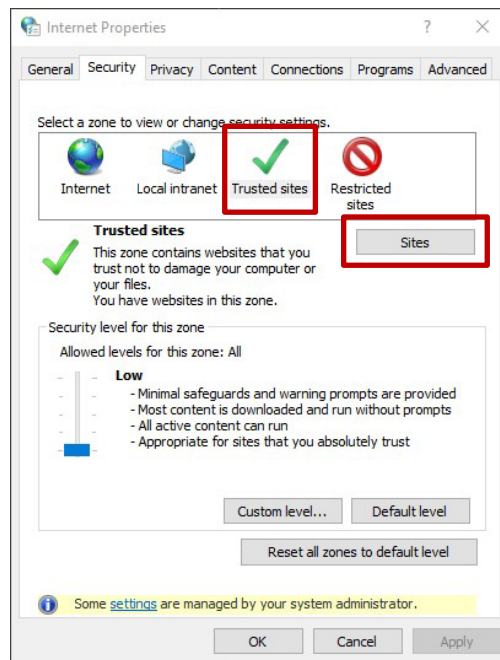 Internet Properties
?
General Security Privacy Content Connections Programs Advanced
Select a zone to view or change security settings.
Internet Local intranet Trusted sites Restricted
sites
Trusted sites
Sites
This zone contains websites that you
trust not to damage your computer or
your files.
You have websites in this zone.
Security level for this zone
Allowed levels for this zone: All
Low
- Minimal safeguards and warning prompts are provided
- Most content is downloaded and run without prompts
- All active content can run
- Appropriate for sites that you absolutely trust
Custom level... Default level
Reset all zones to default level
Some settings are managed by your system administrator.
OK Cancel Apply